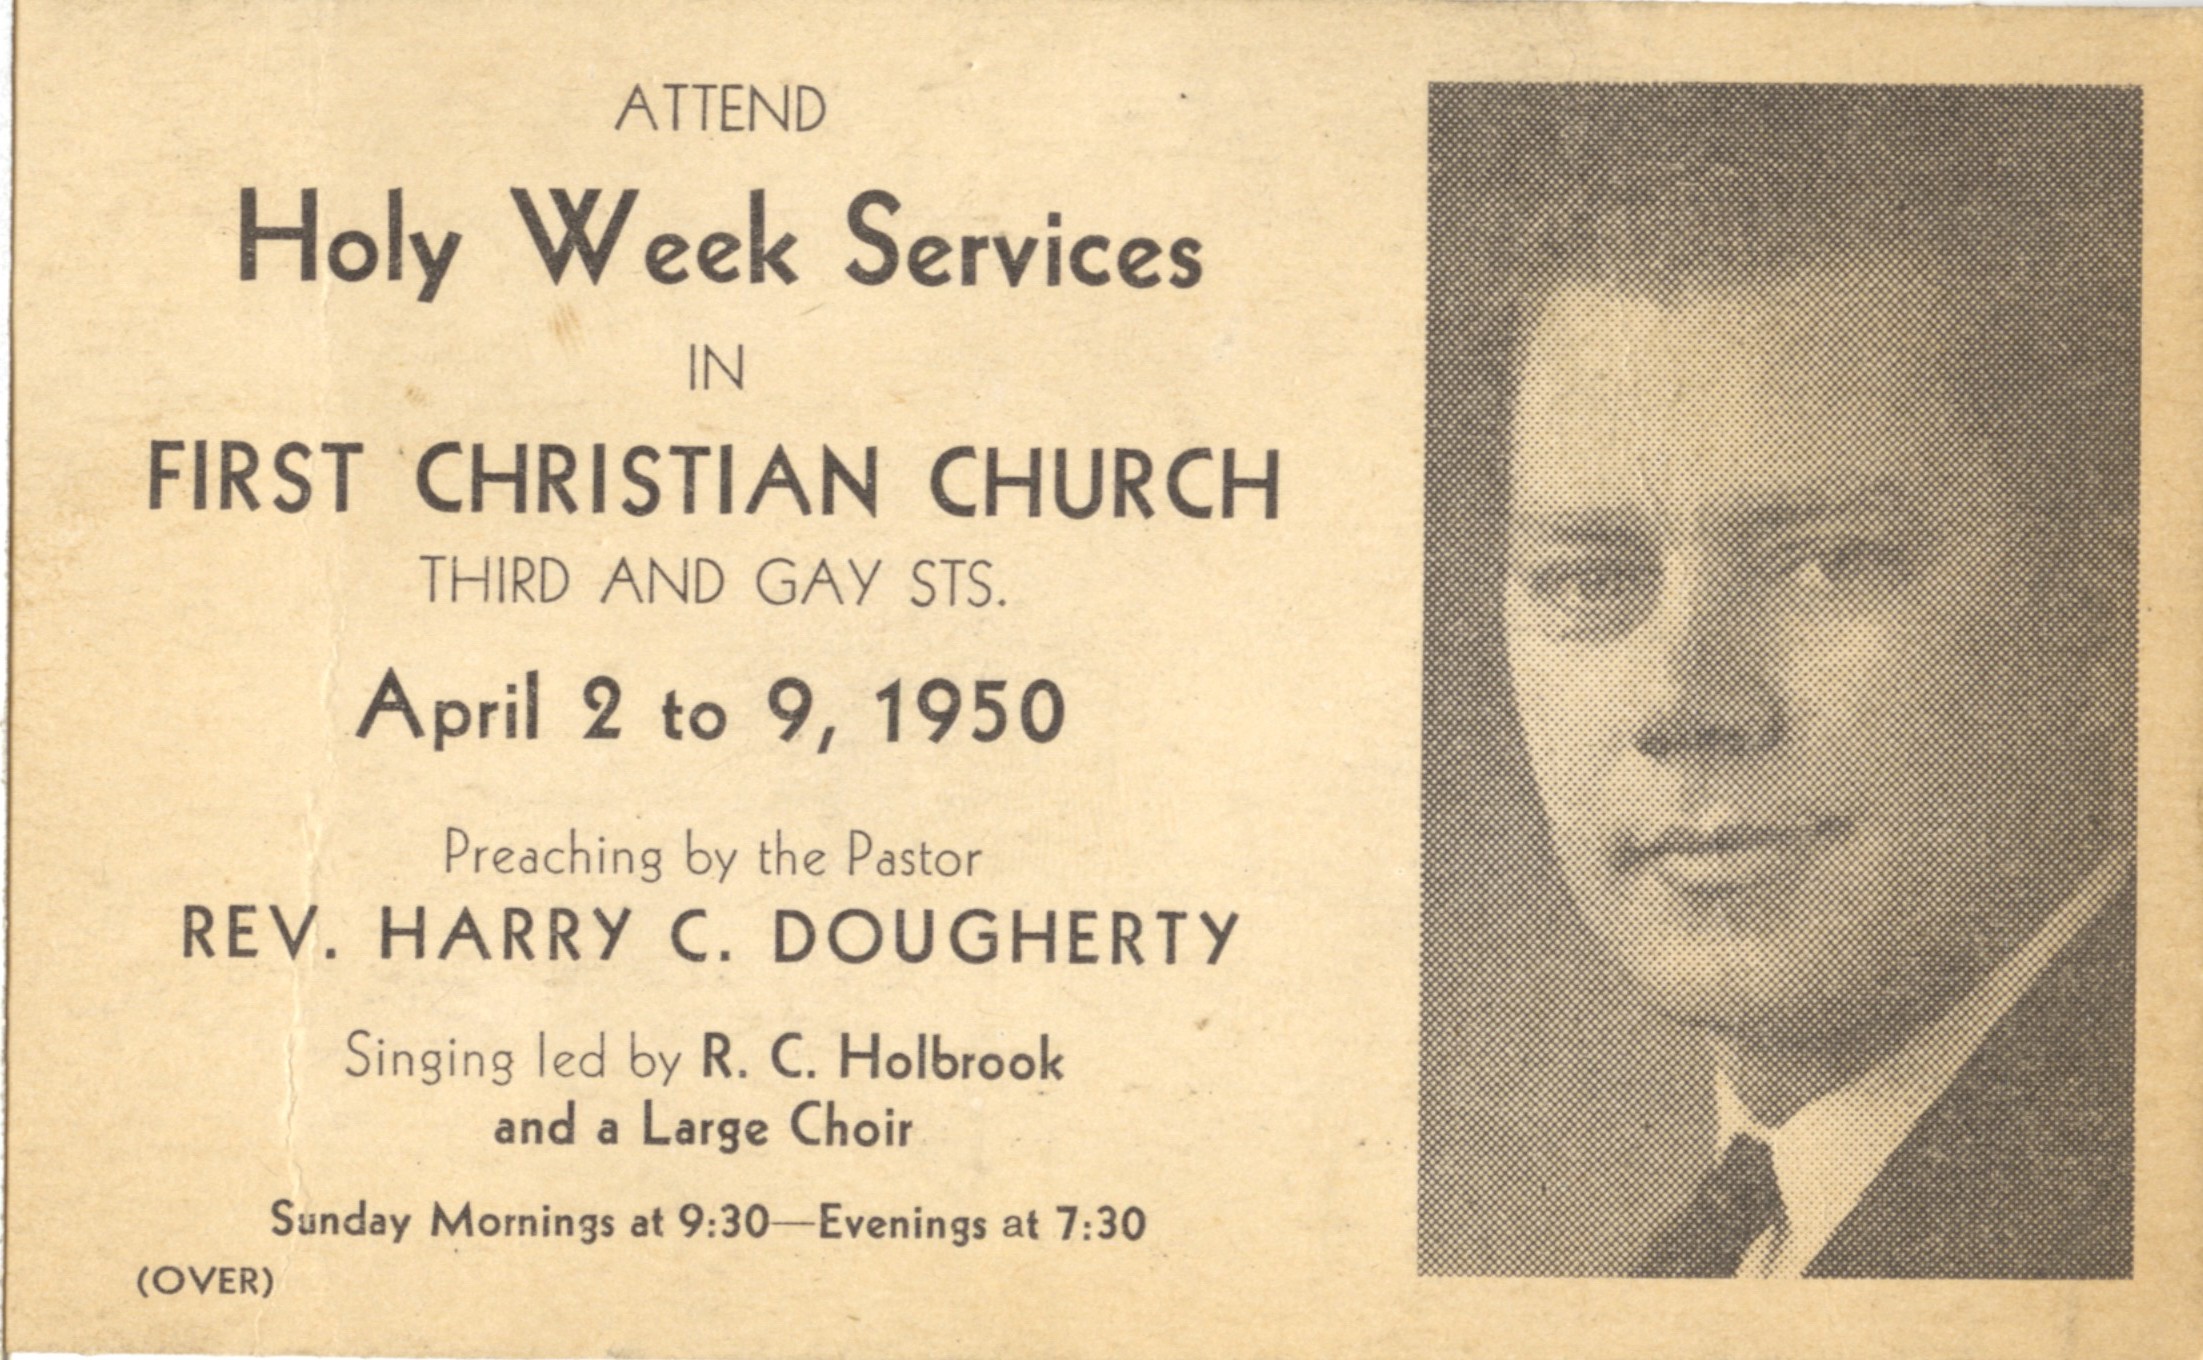 ATTEND
Holy Week Services
IN
FIRST CHRISTIAN CHURCH
THIRD AND GAY STS.
April 2 to 9, 1950
Preaching by the Pastor
REV. HARRY C. DOUGHERTY
Singing led by R. C. Holbrook
and a Large Choir
Sunday Mornings at 9:30—Evenings at 7:30
(OVER)